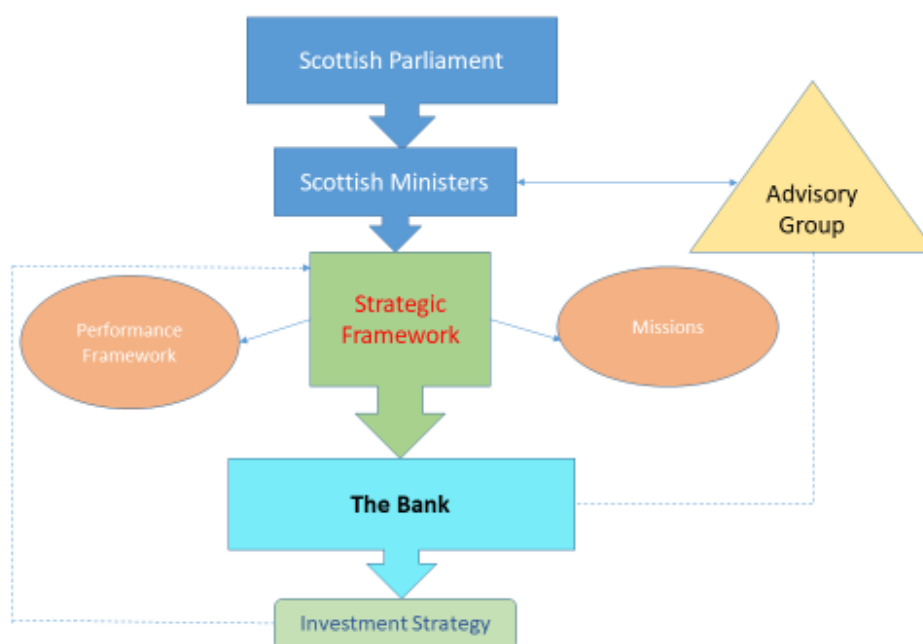 Scottish Parliament
Scottish Ministers
Advisory
Group
Strategic
Framework
Performance
Framework
Missions
The Bank
Investment Strategy